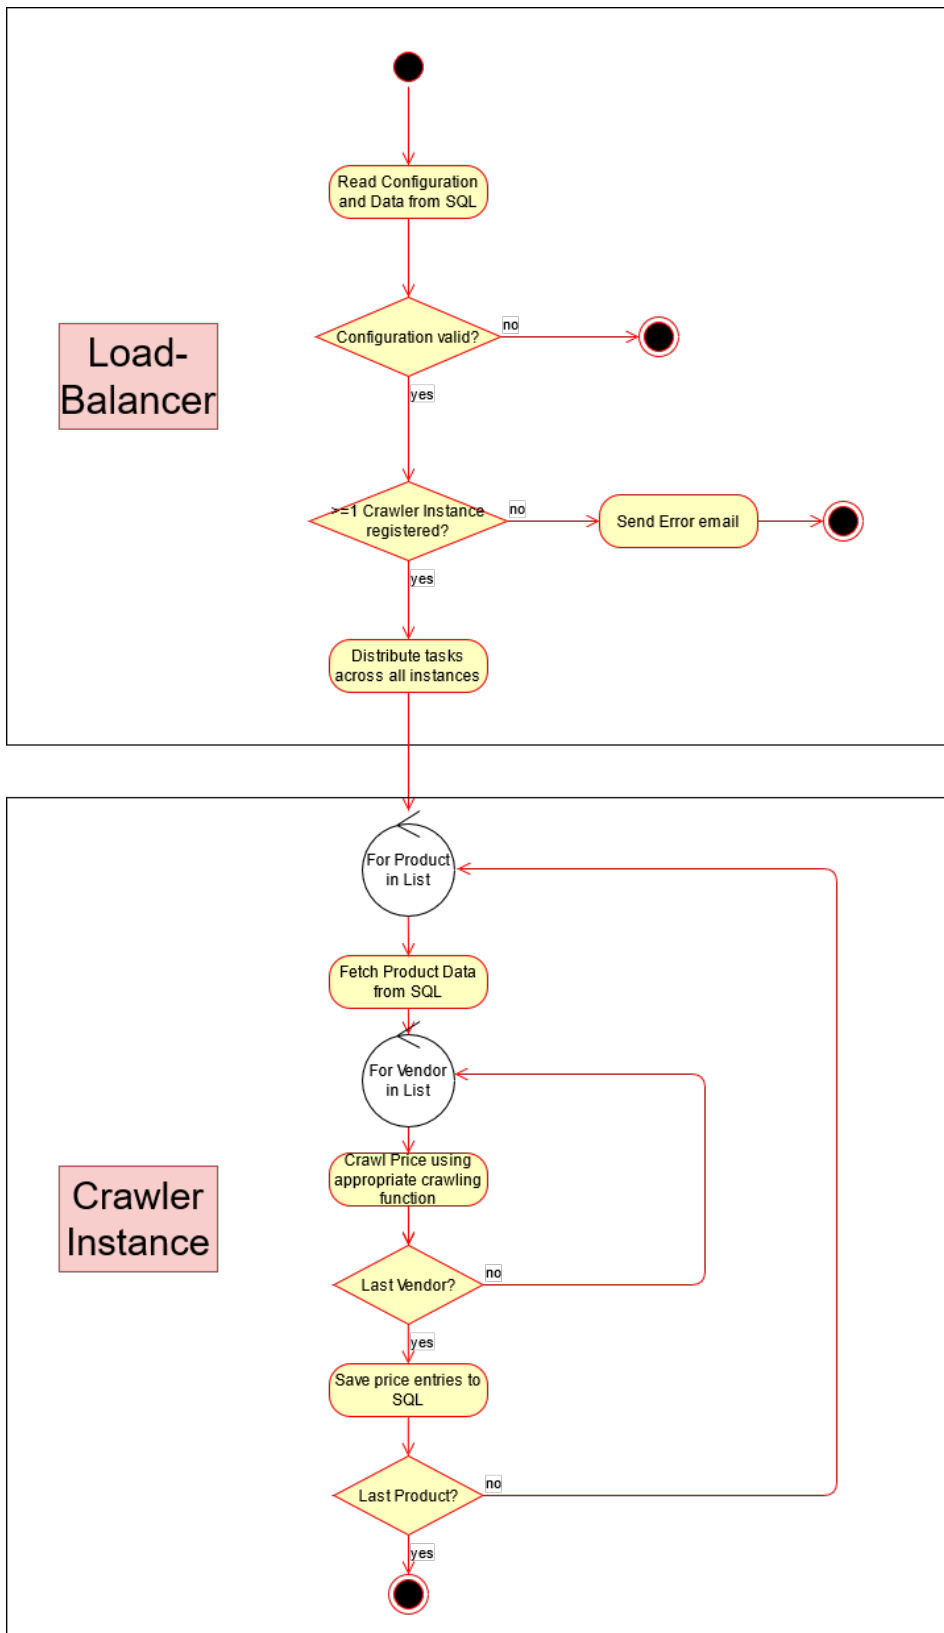 Read Configuration
and Data from SQL
Configuration valid?
no
yes
Load-
Balancer
>=1 Crawler Instance
registered?
no
Send Error email
yes
Distribute tasks
across all instances
For Product
in List
Fetch Product Data
from SQL
For Vendor
in List
Crawl Price using
appropriate crawling
function
Crawler
Instance
Last Vendor?
no
yes
Save price entries to
SQL
Last Product?
no
yes